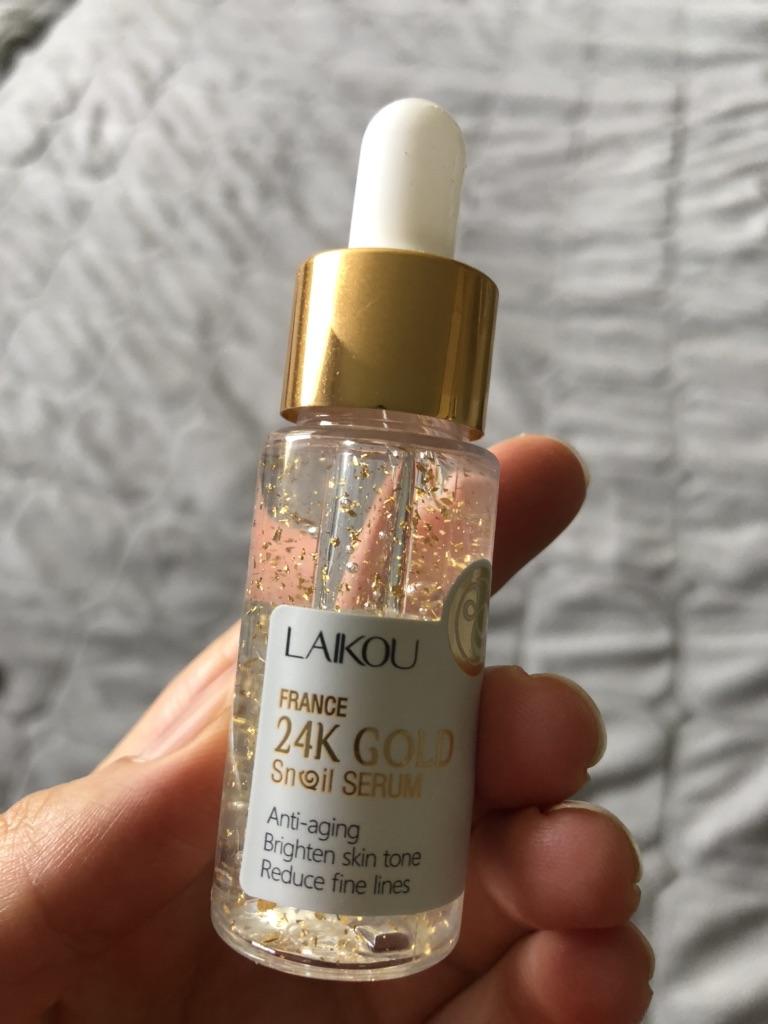 LAIKOU
FRANCE
24K GOLD
Snail SERUM
Anti-aging
Brighten skin tone
Reduce fine lines